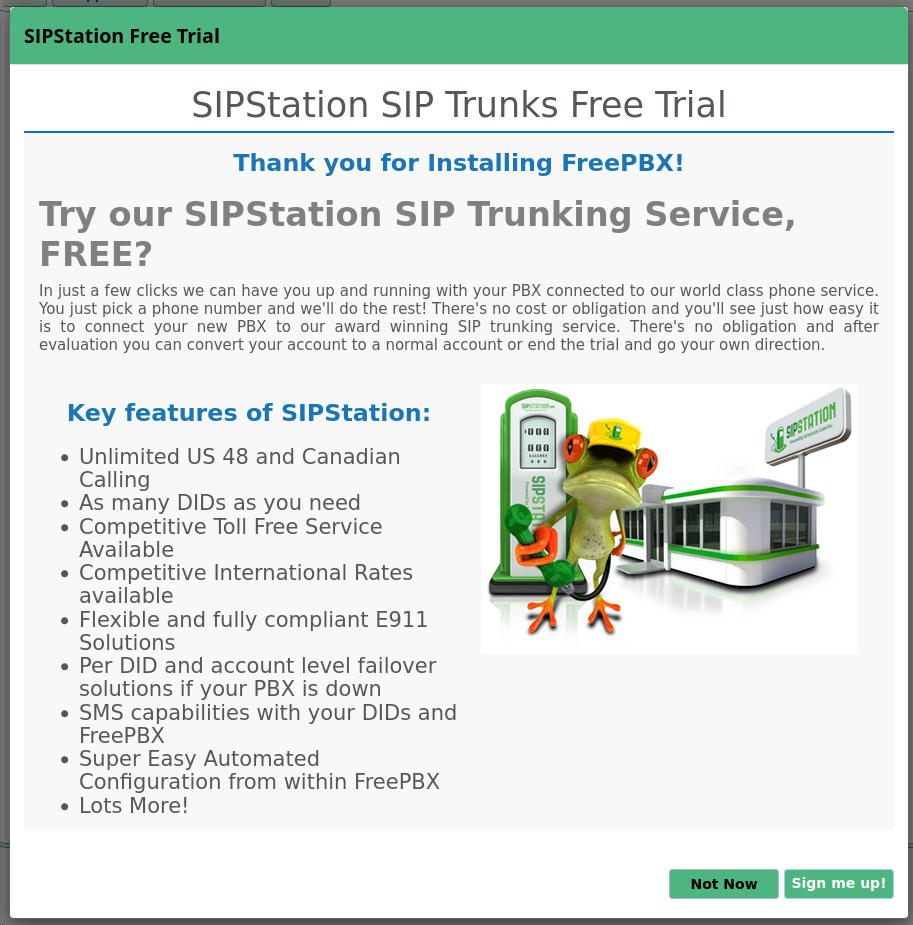 SIPStation Free Trial
SIPStation SIP Trunks Free Trial
Thank you for Installing FreePBX!
Try our SIPStation SIP Trunking Service,
FREE?
In just a few clicks we can have you up and running with your PBX connected to our world class phone service.
You just pick a phone number and we'll do the rest! There's no cost or obligation and you'll see just how easy it
is to connect your new PBX to our award winning SIP trunking service. There's no obligation and after
evaluation you can convert your account to a normal account or end the trial and go your own direction.
Key features of SIPStation:
• Unlimited US 48 and Canadian
Calling
• As many DIDs as you need
• Competitive Toll Free Service
Available
• Competitive International Rates
available
• Flexible and fully compliant E911
Solutions
• Per DID and account level failover
solutions if your PBX is down
• SMS capabilities with your DIDs and
FreePBX
• Super Easy Automated
Configuration from within FreePBX
• Lots More!
SIPSTATION
SIPSTA
SIPSTATION
Not Now
Sign me up!